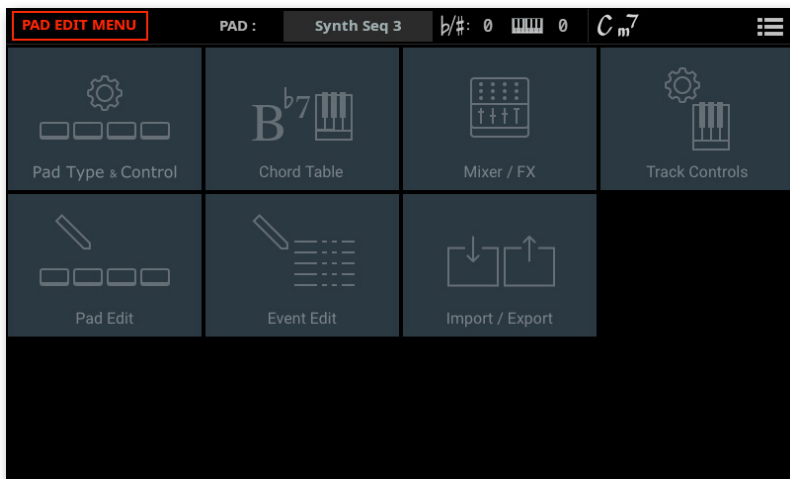 PAD EDIT MENU PAD : Synth Seq 3 ♭/#: 0 0 C m7
Pad Type & Control Chord Table Mixer / FX Track Controls
B♭7
Pad Edit Event Edit Import / Export